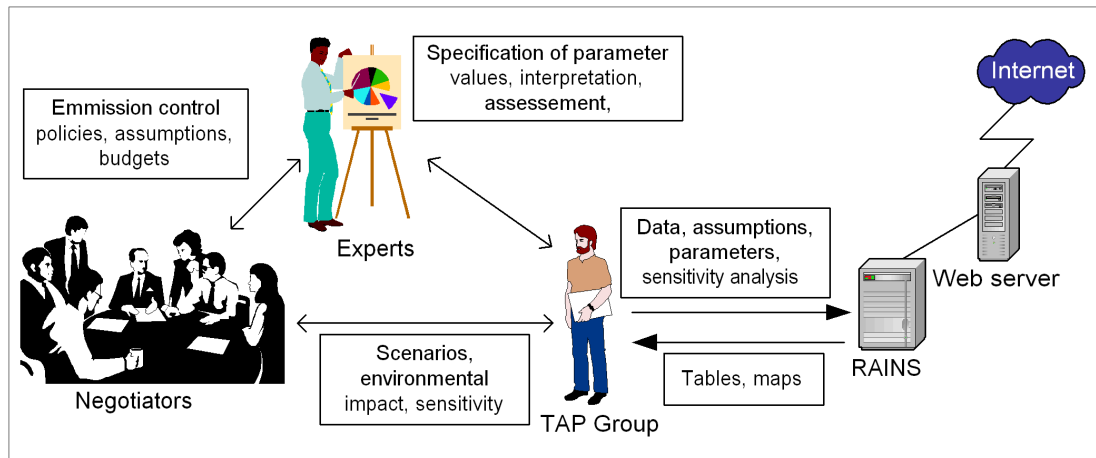 Specification of parameter
values, interpretation,
assessement,
Internet
Emmission control
policies, assumptions,
budgets
Experts
Data, assumptions,
parameters,
sensitivity analysis
Web server
Negotiators
Scenarios,
environmental
impact, sensitivity
TAP Group
Tables, maps
RAINS